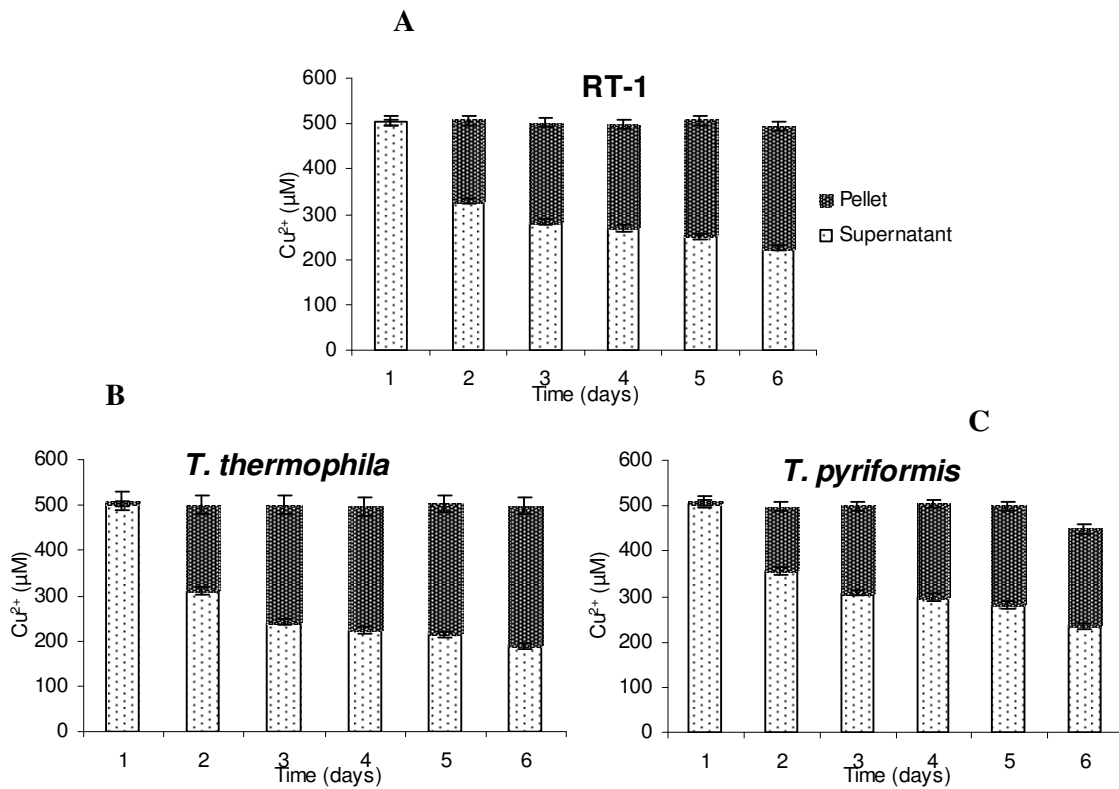 A
RT-1
600
500
400
300
200
100
0
Cu²⁺ (µM)
1 2 3 4 5 6
Time (days)
Pellet
Supernatant
B
T. thermophila
600
500
400
300
200
100
0
Cu²⁺ (µM)
1 2 3 4 5 6
Time (days)
C
T. pyriformis
600
500
400
300
200
100
0
Cu²⁺ (µM)
1 2 3 4 5 6
Time (days)